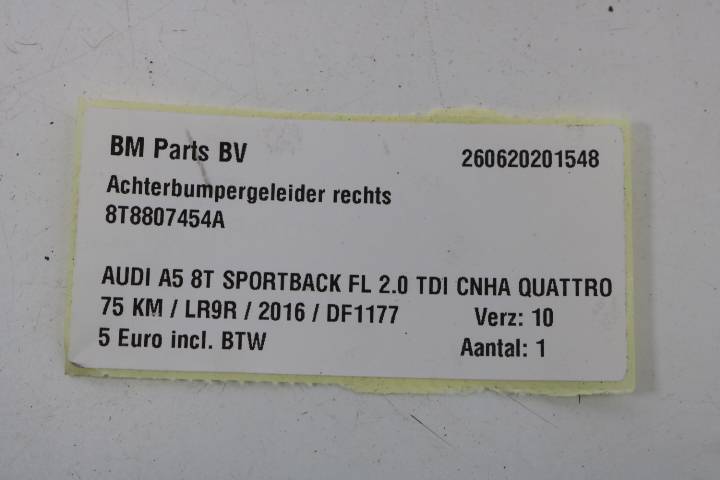 BM Parts BV 260620201548
Achterbumpergeleider rechts
8T8807454A
AUDI A5 8T SPORTBACK FL 2.0 TDI CNHA QUATTRO
75 KM / LR9R / 2016 / DF1177 Verz: 10
5 Euro incl. BTW Aantal: 1